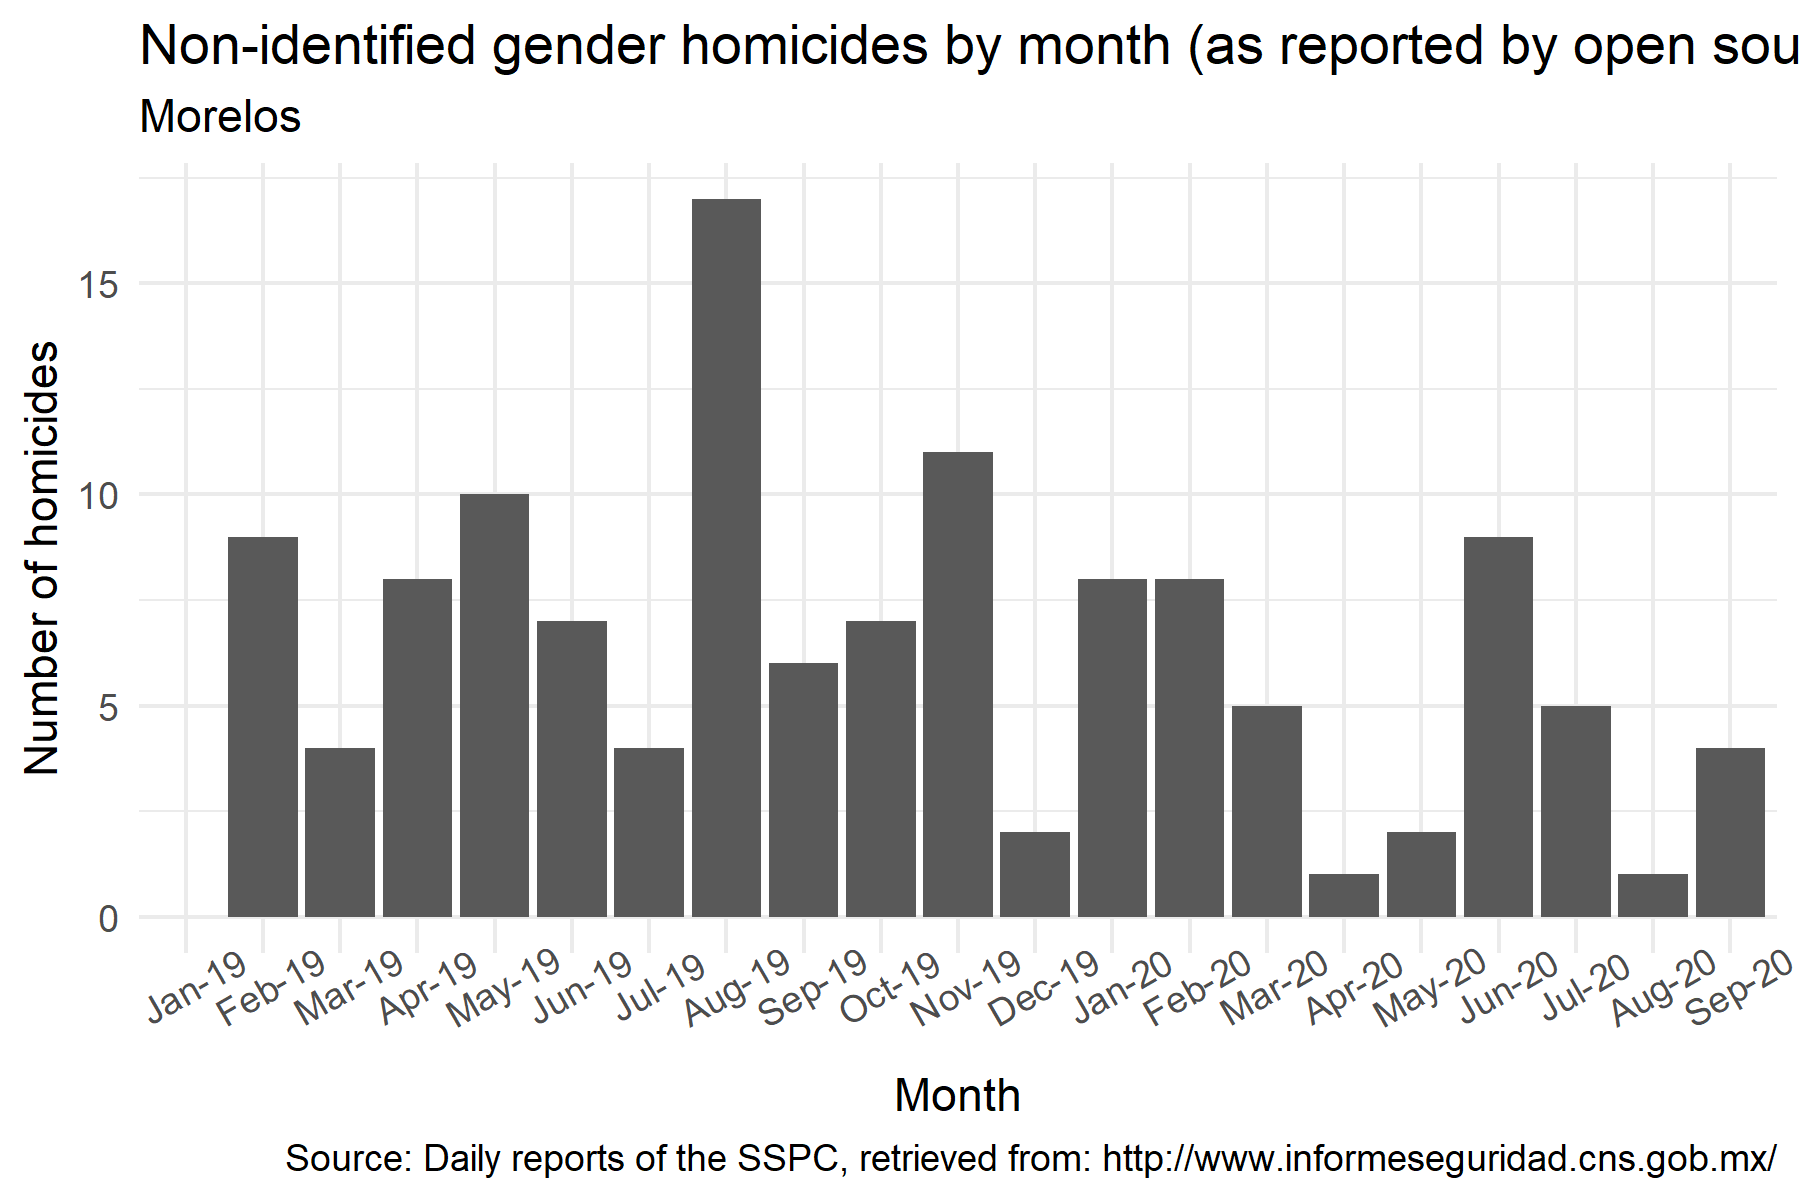 Non-identified gender homicides by month (as reported by open sou
Morelos
Number of homicides
15
10
5
0
Jan-19
Feb-19
Mar-19
Apr-19
May-19
Jun-19
Jul-19
Aug-19
Sep-19
Oct-19
Nov-19
Dec-19
Jan-20
Feb-20
Mar-20
Apr-20
May-20
Jun-20
Jul-20
Aug-20
Sep-20
Month
Source: Daily reports of the SSPC, retrieved from: http://www.informeseguridad.cns.gob.mx/